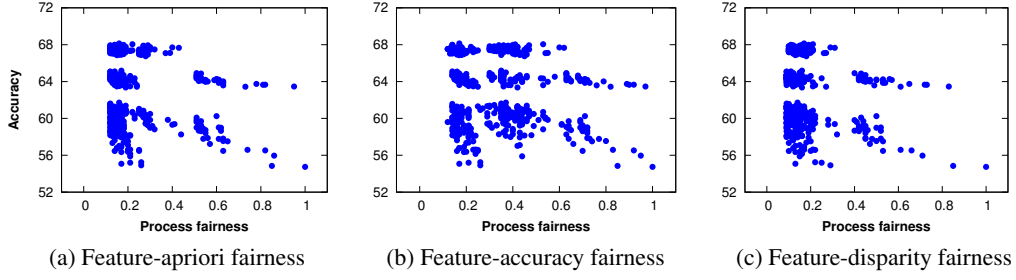 72
68
64
60
56
52
Accuracy
0 0.2 0.4 0.6 0.8 1
Process fairness
(a) Feature-apriori fairness
72
68
64
60
56
52
0 0.2 0.4 0.6 0.8 1
Process fairness
(b) Feature-accuracy fairness
72
68
64
60
56
52
0 0.2 0.4 0.6 0.8 1
Process fairness
(c) Feature-disparity fairness